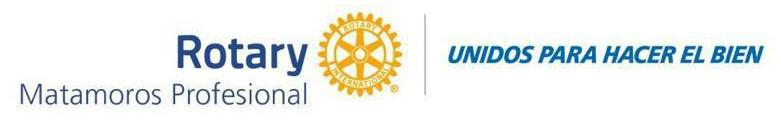 Rotary
Matamoros Profesional
ROTARY
INTERNATIONAL
®
UNIDOS PARA HACER EL BIEN